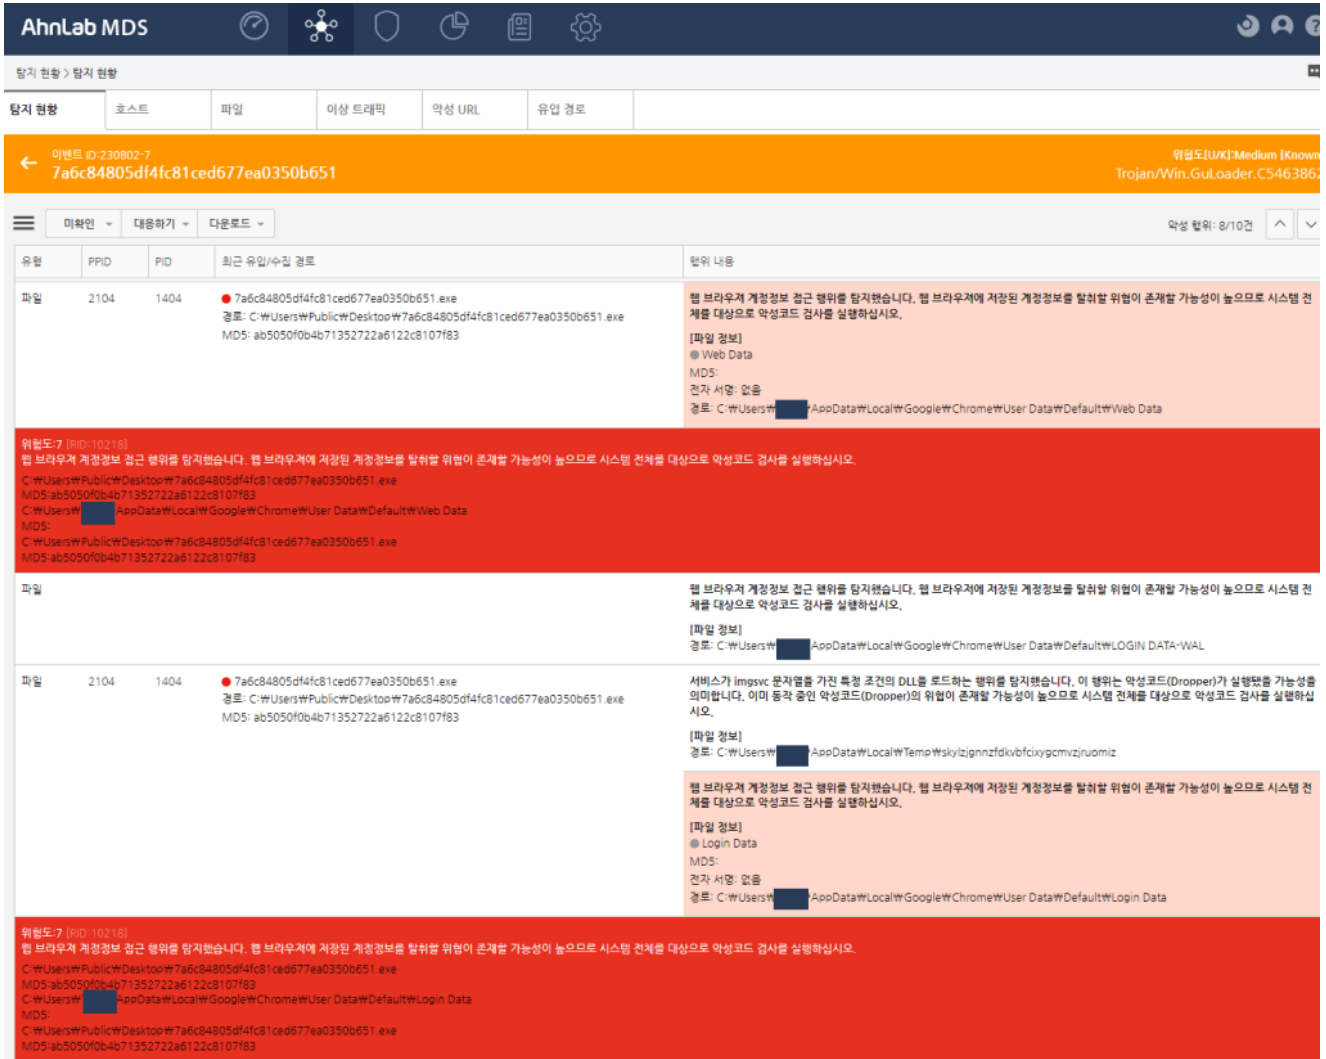 AhnLab MDS
탐지 현황 > 탐지 현황
탐지 현황
호스트
파일
이상 트래픽
악성 URL
유입 경로
이벤트 ID:230802-7
7a6c84805df4fc81ced677ea0350b651
위험도[U/K]:Medium [Known
Trojan/Win.GuLoader.C5463862
미확인
대응하기
다운로드
악성 행위: 8/10건
유형
PPID
PID
최근 유입/수집 경로
행위 내용
파일
2104
1404
7a6c84805df4fc81ced677ea0350b651.exe
경로: C:₩Users₩Public₩Desktop₩7a6c84805df4fc81ced677ea0350b651.exe
MD5: ab5050f0b4b71352722a6122c8107f83
웹 브라우져 계정정보 접근 행위를 탐지했습니다. 웹 브라우져에 저장된 계정정보를 탈취할 위협이 존재할 가능성이 높으므로 시스템 전
체를 대상으로 악성코드 검사를 실행하십시오.
[파일 정보]
Web Data
MD5:
전자 서명: 없음
경로: C:₩Users₩ AppData₩Local₩Google₩Chrome₩User Data₩Default₩Web Data
위험도:7 [RID:10218]
웹 브라우져 계정정보 접근 행위를 탐지했습니다. 웹 브라우져에 저장된 계정정보를 탈취할 위협이 존재할 가능성이 높으므로 시스템 전체를 대상으로 악성코드 검사를 실행하십시오.
C:₩Users₩Public₩Desktop₩7a6c84805df4fc81ced677ea0350b651.exe
MD5:ab5050f0b4b71352722a6122c8107f83
C:₩Users₩ AppData₩Local₩Google₩Chrome₩User Data₩Default₩Web Data
MD5:
C:₩Users₩Public₩Desktop₩7a6c84805df4fc81ced677ea0350b651.exe
MD5:ab5050f0b4b71352722a6122c8107f83
파일
웹 브라우져 계정정보 접근 행위를 탐지했습니다. 웹 브라우져에 저장된 계정정보를 탈취할 위협이 존재할 가능성이 높으므로 시스템 전
체를 대상으로 악성코드 검사를 실행하십시오.
[파일 정보]
경로: C:₩Users₩ AppData₩Local₩Google₩Chrome₩User Data₩Default₩LOGIN DATA-WAL
파일
2104
1404
7a6c84805df4fc81ced677ea0350b651.exe
경로: C:₩Users₩Public₩Desktop₩7a6c84805df4fc81ced677ea0350b651.exe
MD5: ab5050f0b4b71352722a6122c8107f83
서비스가 imgsvc 문자열을 가진 특정 조건의 DLL을 로드하는 행위를 탐지했습니다. 이 행위는 악성코드(Dropper)가 실행됐을 가능성을
의미합니다. 이미 동작 중인 악성코드(Dropper)의 위험이 존재할 가능성이 높으므로 시스템 전체를 대상으로 악성코드 검사를 실행하십
시오.
[파일 정보]
경로: C:₩Users₩ AppData₩Local₩Temp₩skylzjgnnzfdkvbfcixygcmvzjruomiz
웹 브라우져 계정정보 접근 행위를 탐지했습니다. 웹 브라우져에 저장된 계정정보를 탈취할 위협이 존재할 가능성이 높으므로 시스템 전
체를 대상으로 악성코드 검사를 실행하십시오.
[파일 정보]
Login Data
MD5:
전자 서명: 없음
경로: C:₩Users₩ AppData₩Local₩Google₩Chrome₩User Data₩Default₩Login Data
위험도:7 [RID:10218]
웹 브라우져 계정정보 접근 행위를 탐지했습니다. 웹 브라우져에 저장된 계정정보를 탈취할 위협이 존재할 가능성이 높으므로 시스템 전체를 대상으로 악성코드 검사를 실행하십시오.
C:₩Users₩Public₩Desktop₩7a6c84805df4fc81ced677ea0350b651.exe
MD5:ab5050f0b4b71352722a6122c8107f83
C:₩Users₩ AppData₩Local₩Google₩Chrome₩User Data₩Default₩Login Data
MD5:
C:₩Users₩Public₩Desktop₩7a6c84805df4fc81ced677ea0350b651.exe
MD5:ab5050f0b4b71352722a6122c8107f83